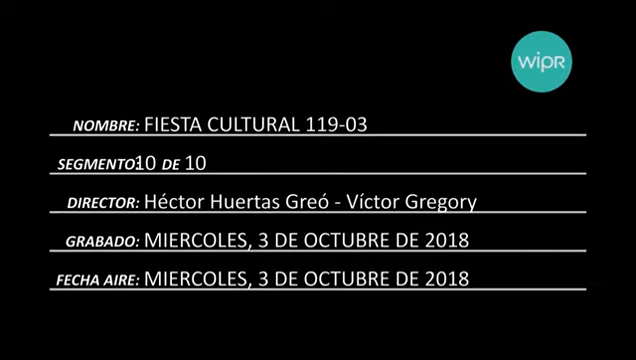 wipr
NOMBRE: FIESTA CULTURAL 119-03
SEGMENTO: 10 DE 10
DIRECTOR: Héctor Huertas Greó - Víctor Gregory
GRABADO: MIERCOLES, 3 DE OCTUBRE DE 2018
FECHA AIRE: MIERCOLES, 3 DE OCTUBRE DE 2018